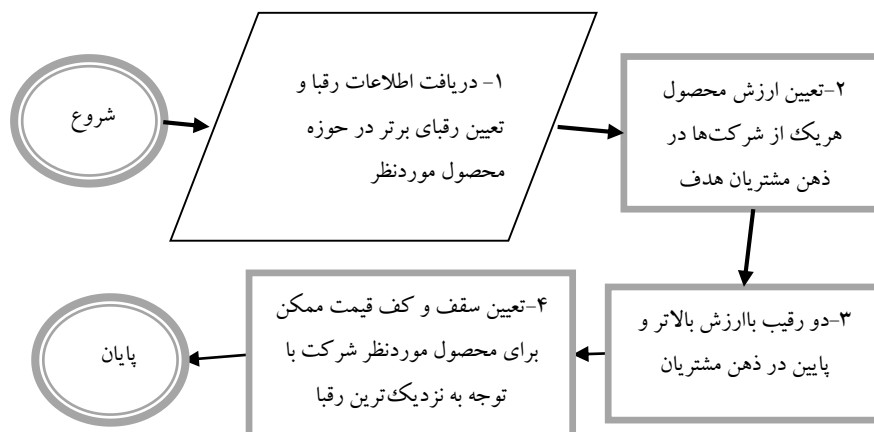 شروع
۱- دریافت اطلاعات رقبا و
تعیین رقبای برتر در حوزه
محصول موردنظر
۲-تعیین ارزش محصول
هریک از شرکت‌ها در
ذهن مشتریان هدف
۳-دو رقیب باارزش بالاتر و
پایین در ذهن مشتریان
۴-تعیین سقف و کف قیمت ممکن
برای محصول موردنظر شرکت با
توجه به نزدیک‌ترین رقبا
پایان